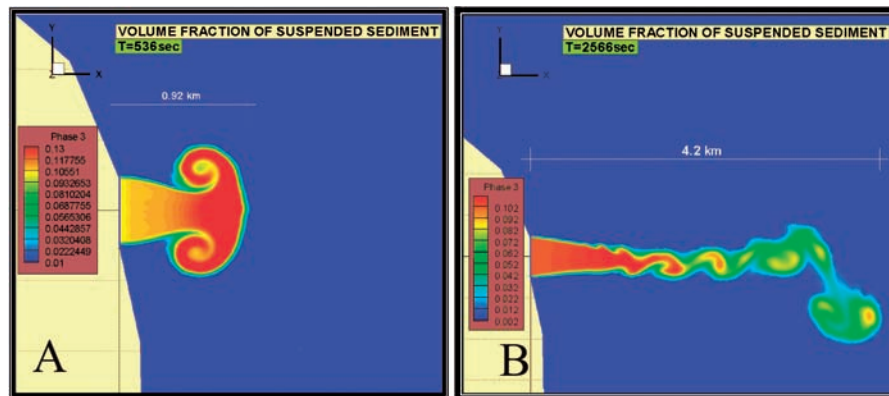 VOLUME FRACTION OF SUSPENDED SEDIMENT
T=536sec
Y
Z
X
0.92 km
Phase 3
0.13
0.117755
0.10551
0.0932653
0.0810204
0.0687755
0.0565306
0.0442857
0.0320408
0.0222449
0.01
A
VOLUME FRACTION OF SUSPENDED SEDIMENT
T=2566sec
Y
X
4.2 km
Phase 3
0.102
0.092
0.082
0.072
0.062
0.052
0.042
0.032
0.022
0.012
0.002
B